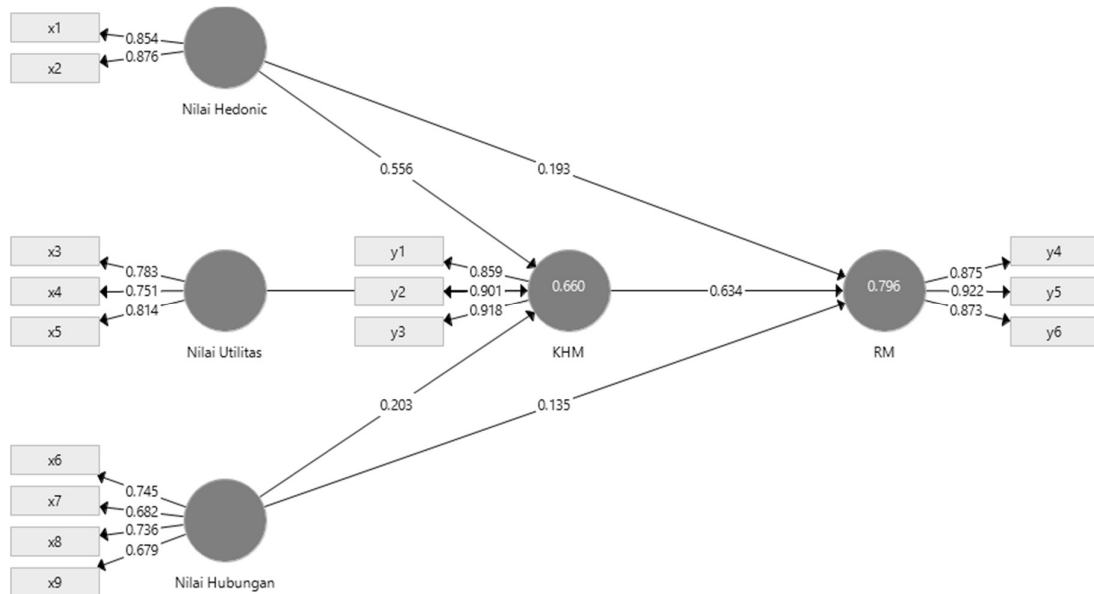 x1
0.854
x2
0.876
Nilai Hedonic
0.556
0.193
x3
0.783
x4
0.751
x5
0.814
Nilai Utilitas
y1
0.859
y2
0.901
y3
0.918
0.660
KHM
0.634
0.796
RM
0.875
y4
0.922
y5
0.873
y6
0.203
0.135
x6
0.745
x7
0.682
x8
0.736
x9
0.679
Nilai Hubungan